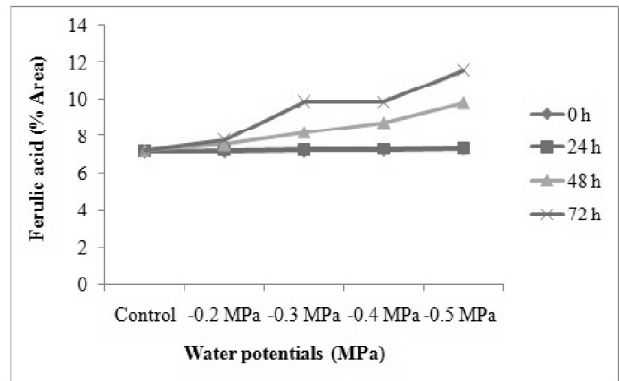 14
12
10
8
6
4
2
0
Ferulic acid (% Area)
Control -0.2 MPa -0.3 MPa -0.4 MPa -0.5 MPa
Water potentials (MPa)
0 h
24 h
48 h
72 h